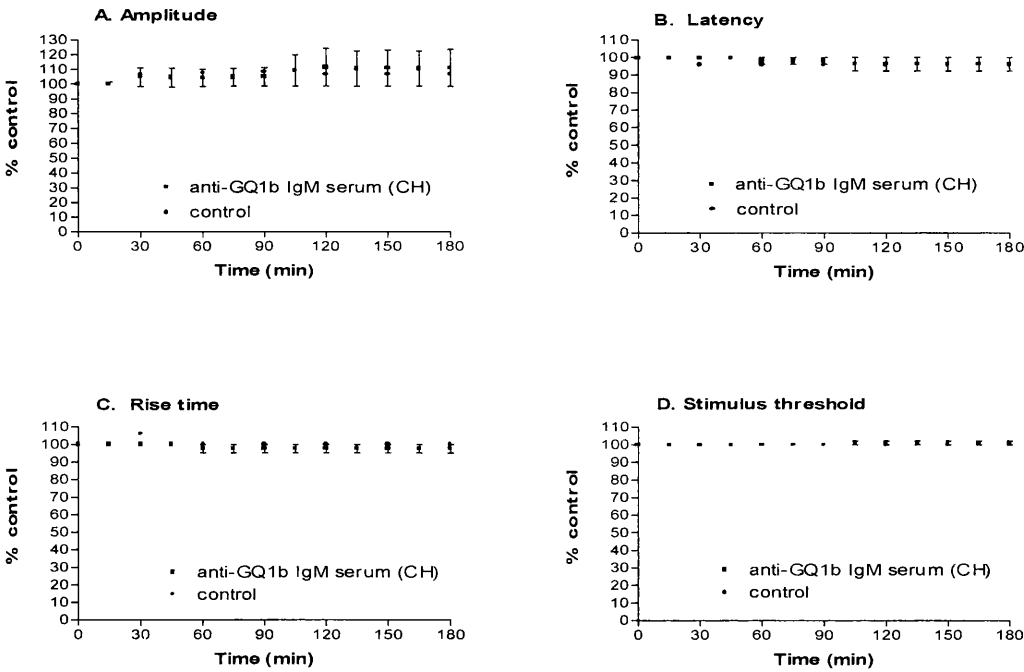 A. Amplitude
130
120
110
100
90
80
70
60
50
40
30
20
10
0
% control
anti-GQ1b IgM serum (CH)
control
0 30 60 90 120 150 180
Time (min)
B. Latency
110
100
90
80
70
60
50
40
30
20
10
0
% control
anti-GQ1b IgM serum (CH)
control
0 30 60 90 120 150 180
Time (min)
C. Rise time
110
100
90
80
70
60
50
40
30
20
10
0
% control
anti-GQ1b IgM serum (CH)
control
0 30 60 90 120 150 180
Time (min)
D. Stimulus threshold
110
100
90
80
70
60
50
40
30
20
10
0
% control
anti-GQ1b IgM serum (CH)
control
0 30 60 90 120 150 180
Time (min)